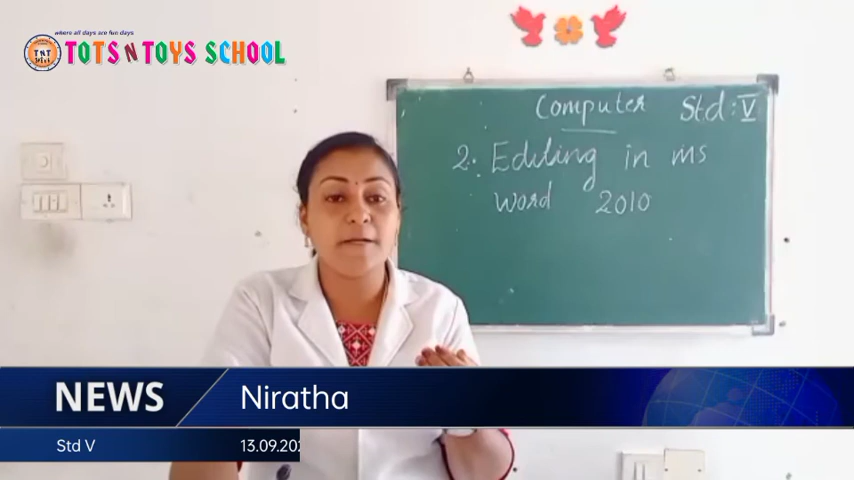 where all days are fun days
TNT
TOTS N TOYS SCHOOL
Computer Std: V
2. Editing in ms
word 2010
NEWS Niratha
Std V 13.09.202